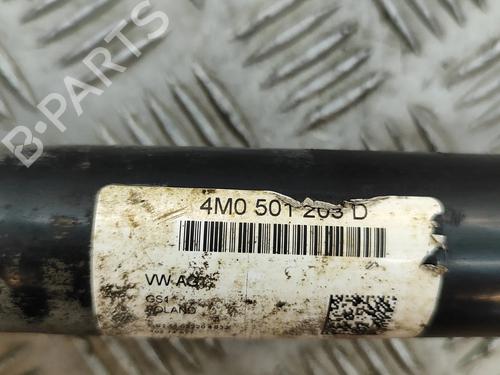 B-PARTS
4M0 501 203 D
VW AG
GS1
POLAND